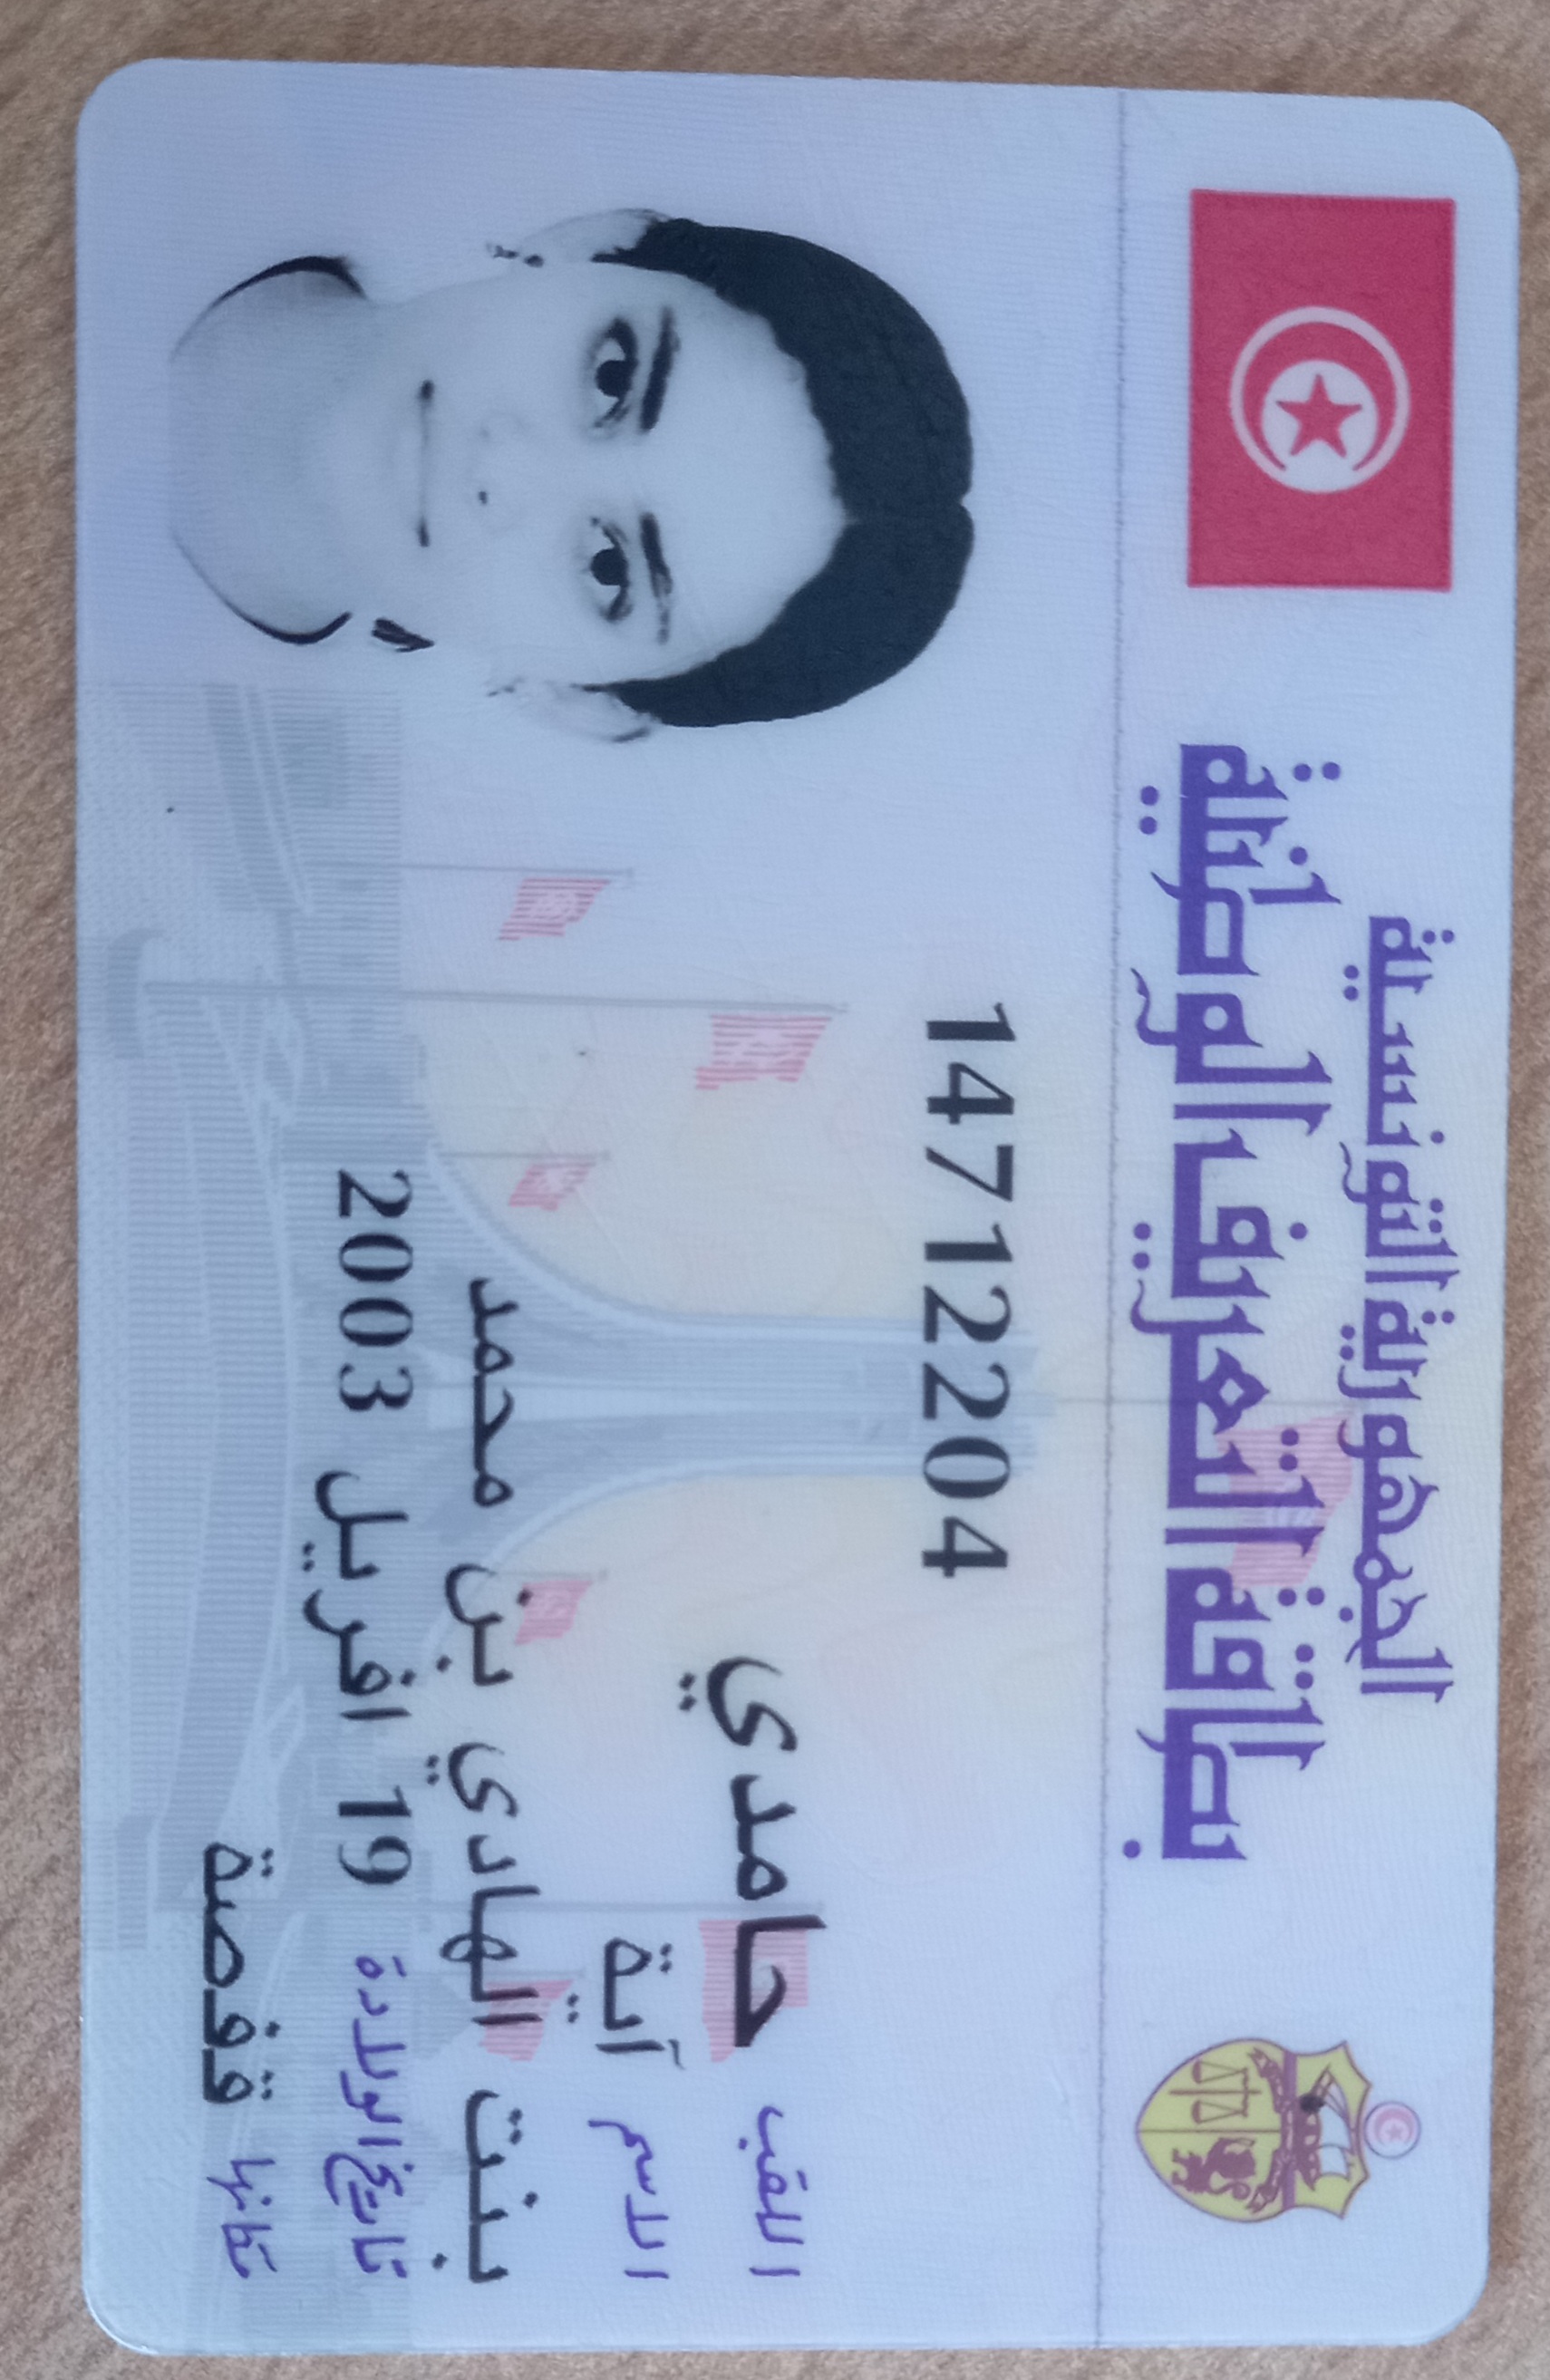 الجمهورية التونسية
بطاقة التعريف الوطنية
14712204
اللقب حامدي
الاسم آية
بنت الهادي بن محمد
تاريخ الولادة 19 افريل 2003
مكانها قفصة